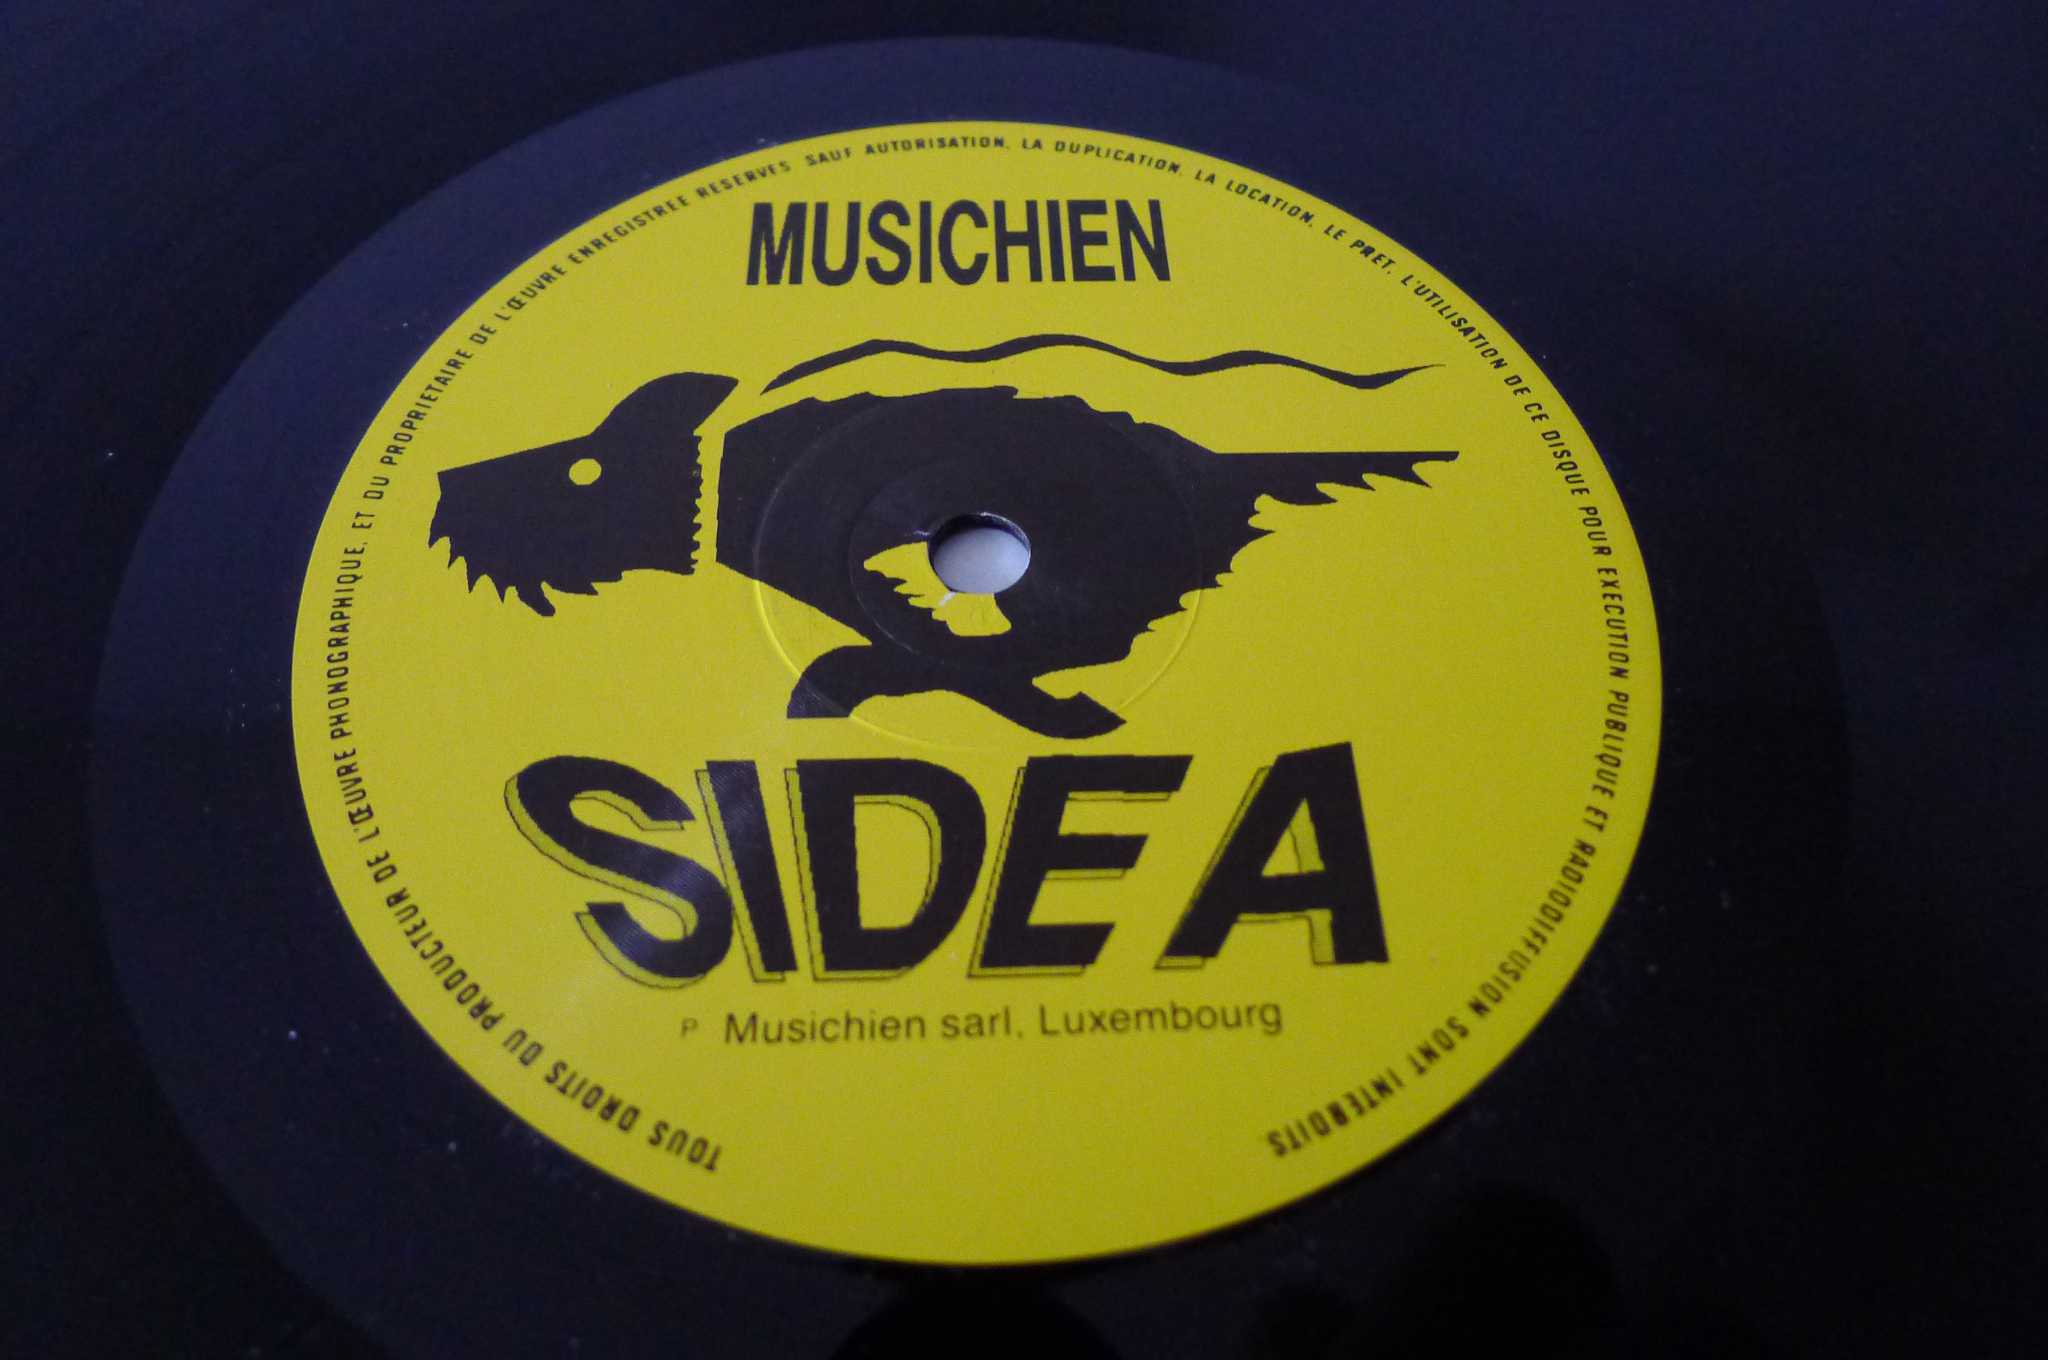 MUSICHIEN
SIDE A
P Musichien sarl. Luxembourg
TOUS DROITS DU PRODUCTEUR DE L'ŒUVRE PHONOGRAPHIQUE, ET DU PROPRIETAIRE DE L'ŒUVRE ENREGISTREE RESERVES SAUF AUTORISATION, LA DUPLICATION, LA LOCATION, LE PRET, L'UTILISATION DE CE DISQUE POUR EXECUTION PUBLIQUE ET RADIODIFFUSION SONT INTERDITS